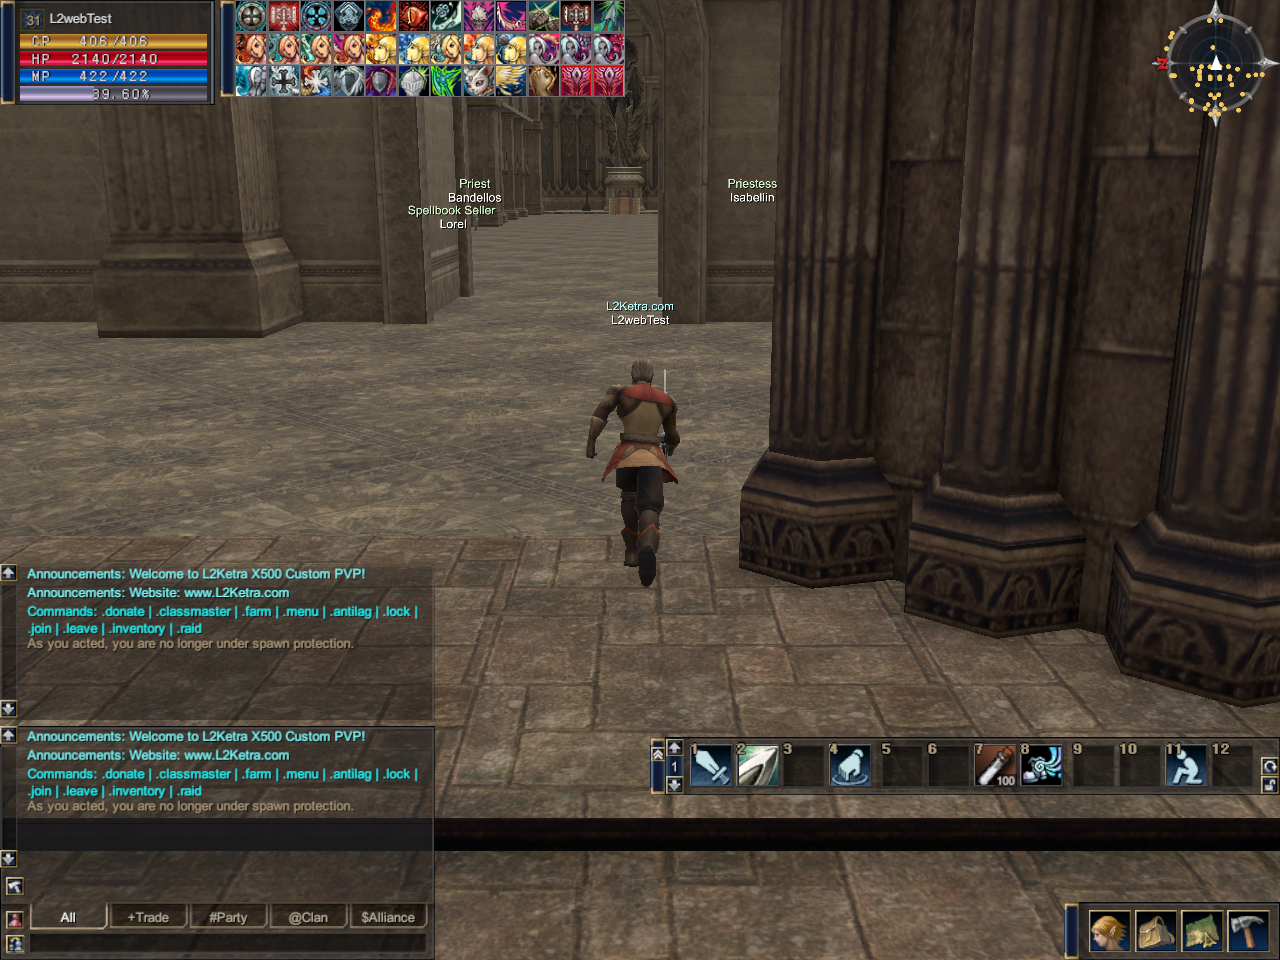 31 L2webTest
CP 406/406
HP 2140/2140
MP 422/422
39.60%
Priest
Bandellos
Spellbook Seller
Lorel
Priestess
Isabellin
L2Ketra.com
L2webTest
Announcements: Welcome to L2Ketra X500 Custom PVP!
Announcements: Website: www.L2Ketra.com
Commands: .donate | .classmaster | .farm | .menu | .antilag | .lock |
.join | .leave | .inventory | .raid
As you acted, you are no longer under spawn protection.
Announcements: Welcome to L2Ketra X500 Custom PVP!
Announcements: Website: www.L2Ketra.com
Commands: .donate | .classmaster | .farm | .menu | .antilag | .lock |
.join | .leave | .inventory | .raid
As you acted, you are no longer under spawn protection.
1 1 2 3 4 5 6 7 8 9 10 11 12
100
All +Trade #Party @Clan $Alliance